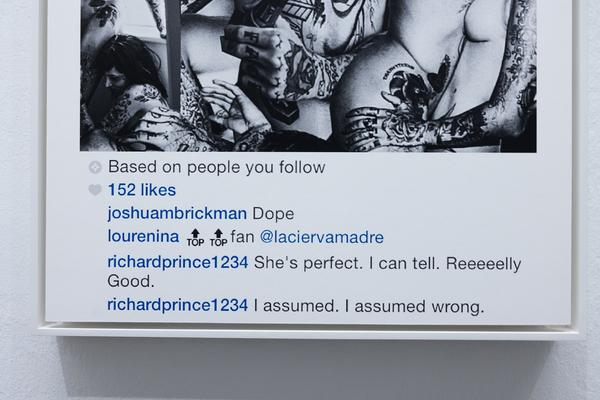 Based on people you follow
152 likes
joshuambrickman Dope
lourenina TOP TOP fan @laciervamadre
richardprince1234 She's perfect. I can tell. Reeeeelly
Good.
richardprince1234 I assumed. I assumed wrong.